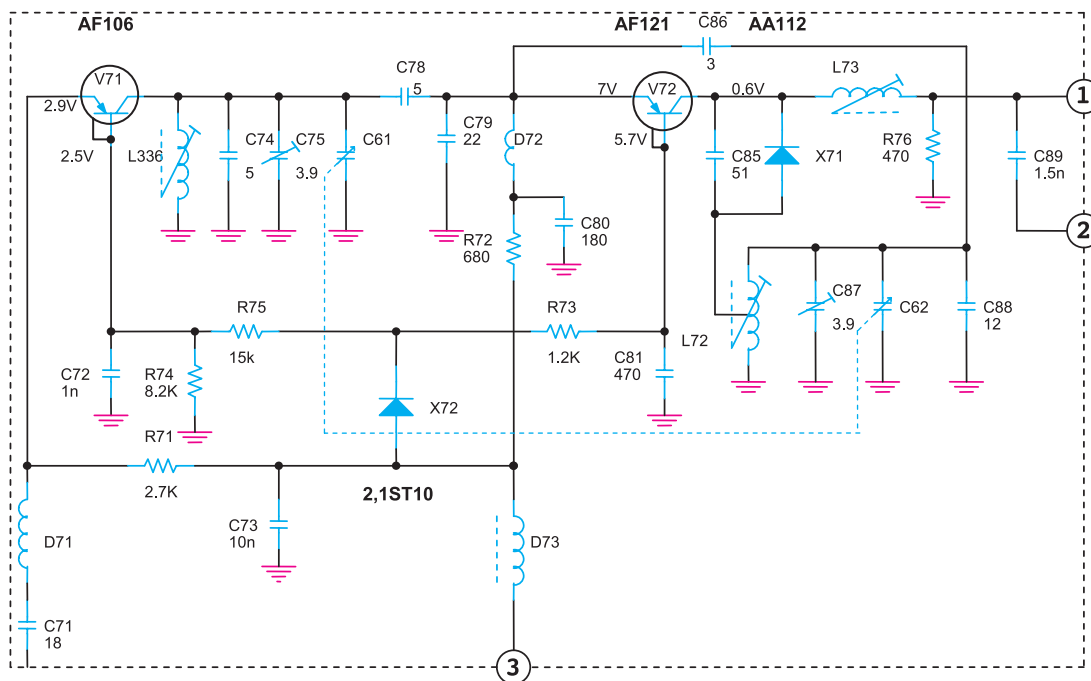 AF106
AF121
AA112
C86
3
V71
2.9V
2.5V
L336
C74
5
C75
3.9
C61
C78
5
C79
22
D72
7V
V72
5.7V
0.6V
L73
C85
51
X71
R76
470
C89
1.5n
1
2
R72
680
C80
180
C87
3.9
C62
C88
12
L72
R75
15k
R73
1.2K
C81
470
C72
1n
R74
8.2K
X72
R71
2.7K
2,1ST10
C73
10n
D71
D73
C71
18
3